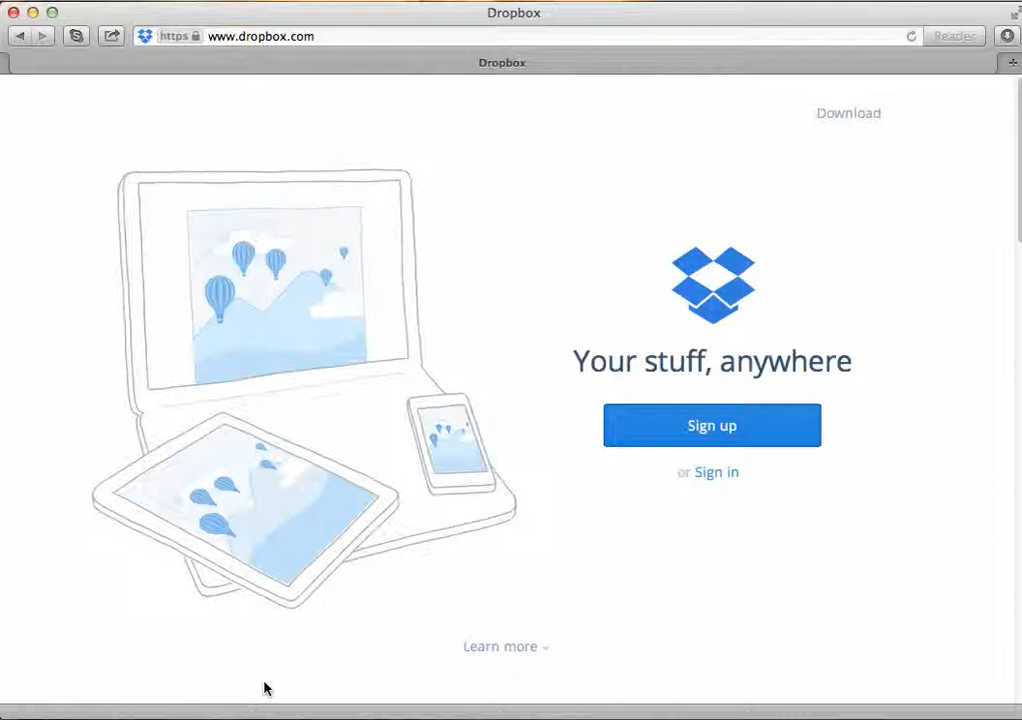 Dropbox
https www.dropbox.com
Reader
Dropbox
Download
Your stuff, anywhere
Sign up
or Sign in
Learn more